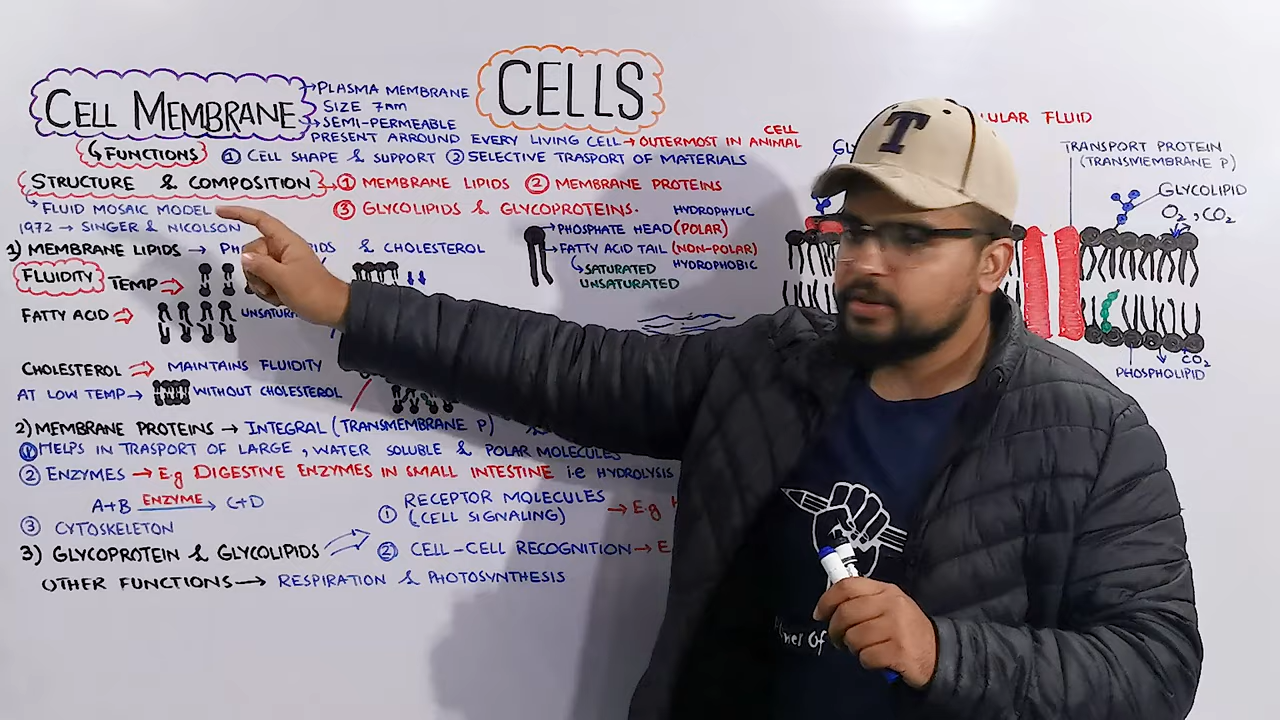 CELLS
CELL MEMBRANE
PLASMA MEMBRANE
SIZE 7nm
SEMI-PERMEABLE
PRESENT ARROUND EVERY LIVING CELL → OUTERMOST IN ANIMAL CELL
FUNCTIONS ① CELL SHAPE & SUPPORT ② SELECTIVE TRASPORT OF MATERIALS
STRUCTURE & COMPOSITION → ① MEMBRANE LIPIDS ② MEMBRANE PROTEINS
③ GLYCOLIPIDS & GLYCOPROTEINS.
FLUID MOSAIC MODEL
1972 → SINGER & NICOLSON
1) MEMBRANE LIPIDS → & CHOLESTEROL
HYDROPHYLIC
PHOSPHATE HEAD (POLAR)
FATTY ACID TAIL (NON-POLAR)
HYDROPHOBIC
SATURATED
UNSATURATED
FLUIDITY TEMP ⇒
FATTY ACID ⇒
CHOLESTEROL ⇒ MAINTAINS FLUIDITY
AT LOW TEMP → WITHOUT CHOLESTEROL
2) MEMBRANE PROTEINS → INTEGRAL (TRANSMEMBRANE P)
① HELPS IN TRASPORT OF LARGE, WATER SOLUBLE & POLAR MOLECULES
② ENZYMES → E.g DIGESTIVE ENZYMES IN SMALL INTESTINE i.e HYDROLYSIS
A+B ENZYME → C+D
③ CYTOSKELETON
3) GLYCOPROTEIN & GLYCOLIPIDS
① RECEPTOR MOLECULES → E.g
(CELL SIGNALING)
② CELL-CELL RECOGNITION →
OTHER FUNCTIONS → RESPIRATION & PHOTOSYNTHESIS
FLUID
TRANSPORT PROTEIN
(TRANSMEMBRANE P)
GLYCOLIPID
O₂, CO₂
CO₂
PHOSPHOLIPID
T
Of